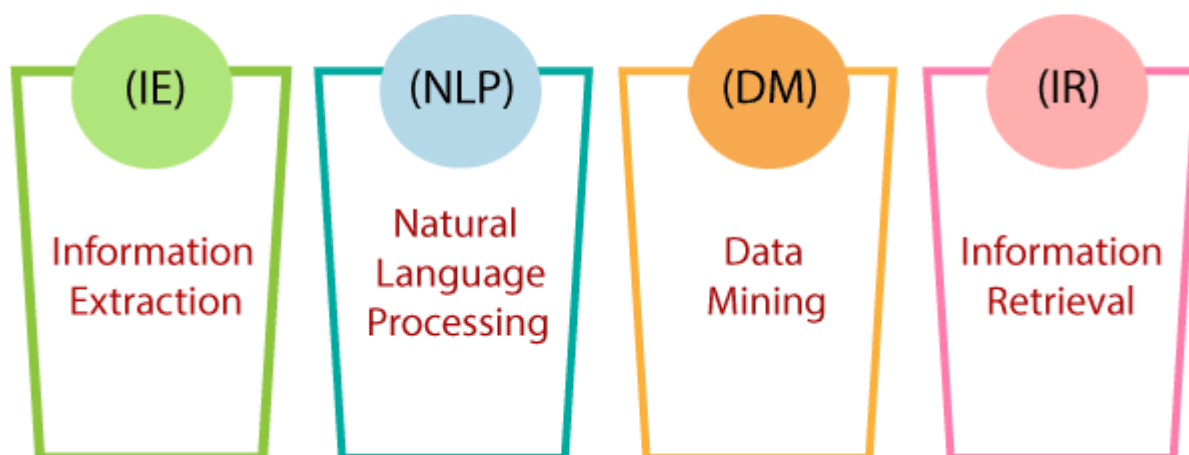 (IE)
Information
Extraction
(NLP)
Natural
Language
Processing
(DM)
Data
Mining
(IR)
Information
Retrieval